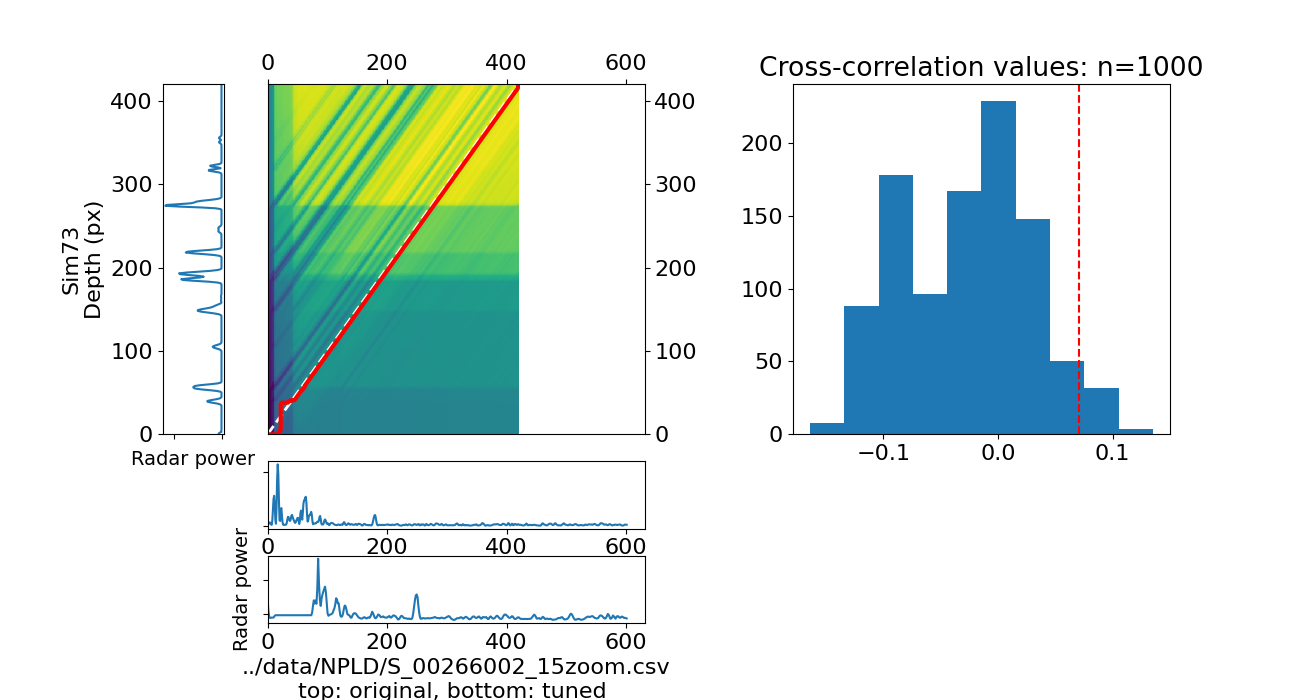 0 200 400 600
Cross-correlation values: n=1000
400
300
200
100
0
Sim73
Depth (px)
Radar power
400
300
200
100
0
200
150
100
50
0
−0.1 0.0 0.1
0 200 400 600
Radar power
0 200 400 600
../data/NPLD/S_00266002_15zoom.csv
top: original, bottom: tuned